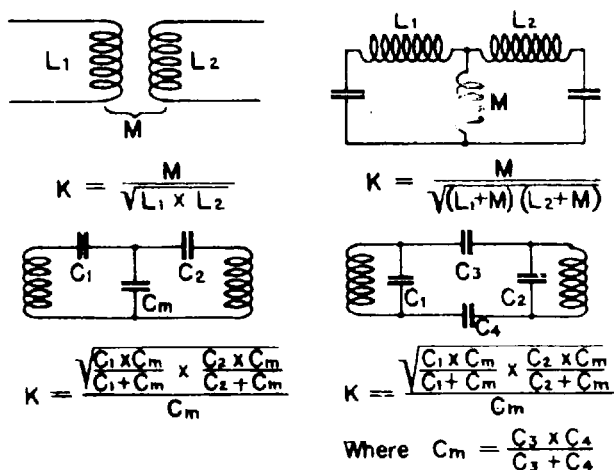 L₁ L₂
M
K = M / √(L₁ × L₂)
L₁ L₂
M
K = M / √((L₁+M) (L₂+M))
C₁ C₂
Cm
K = √(C₁ × Cm / C₁ + Cm × C₂ × Cm / C₂ + Cm) / Cm
C₃
C₁ C₂
C₄
K = √(C₁ × Cm / C₁ + Cm × C₂ × Cm / C₂ + Cm) / Cm
Where Cm = C₃ × C₄ / C₃ + C₄